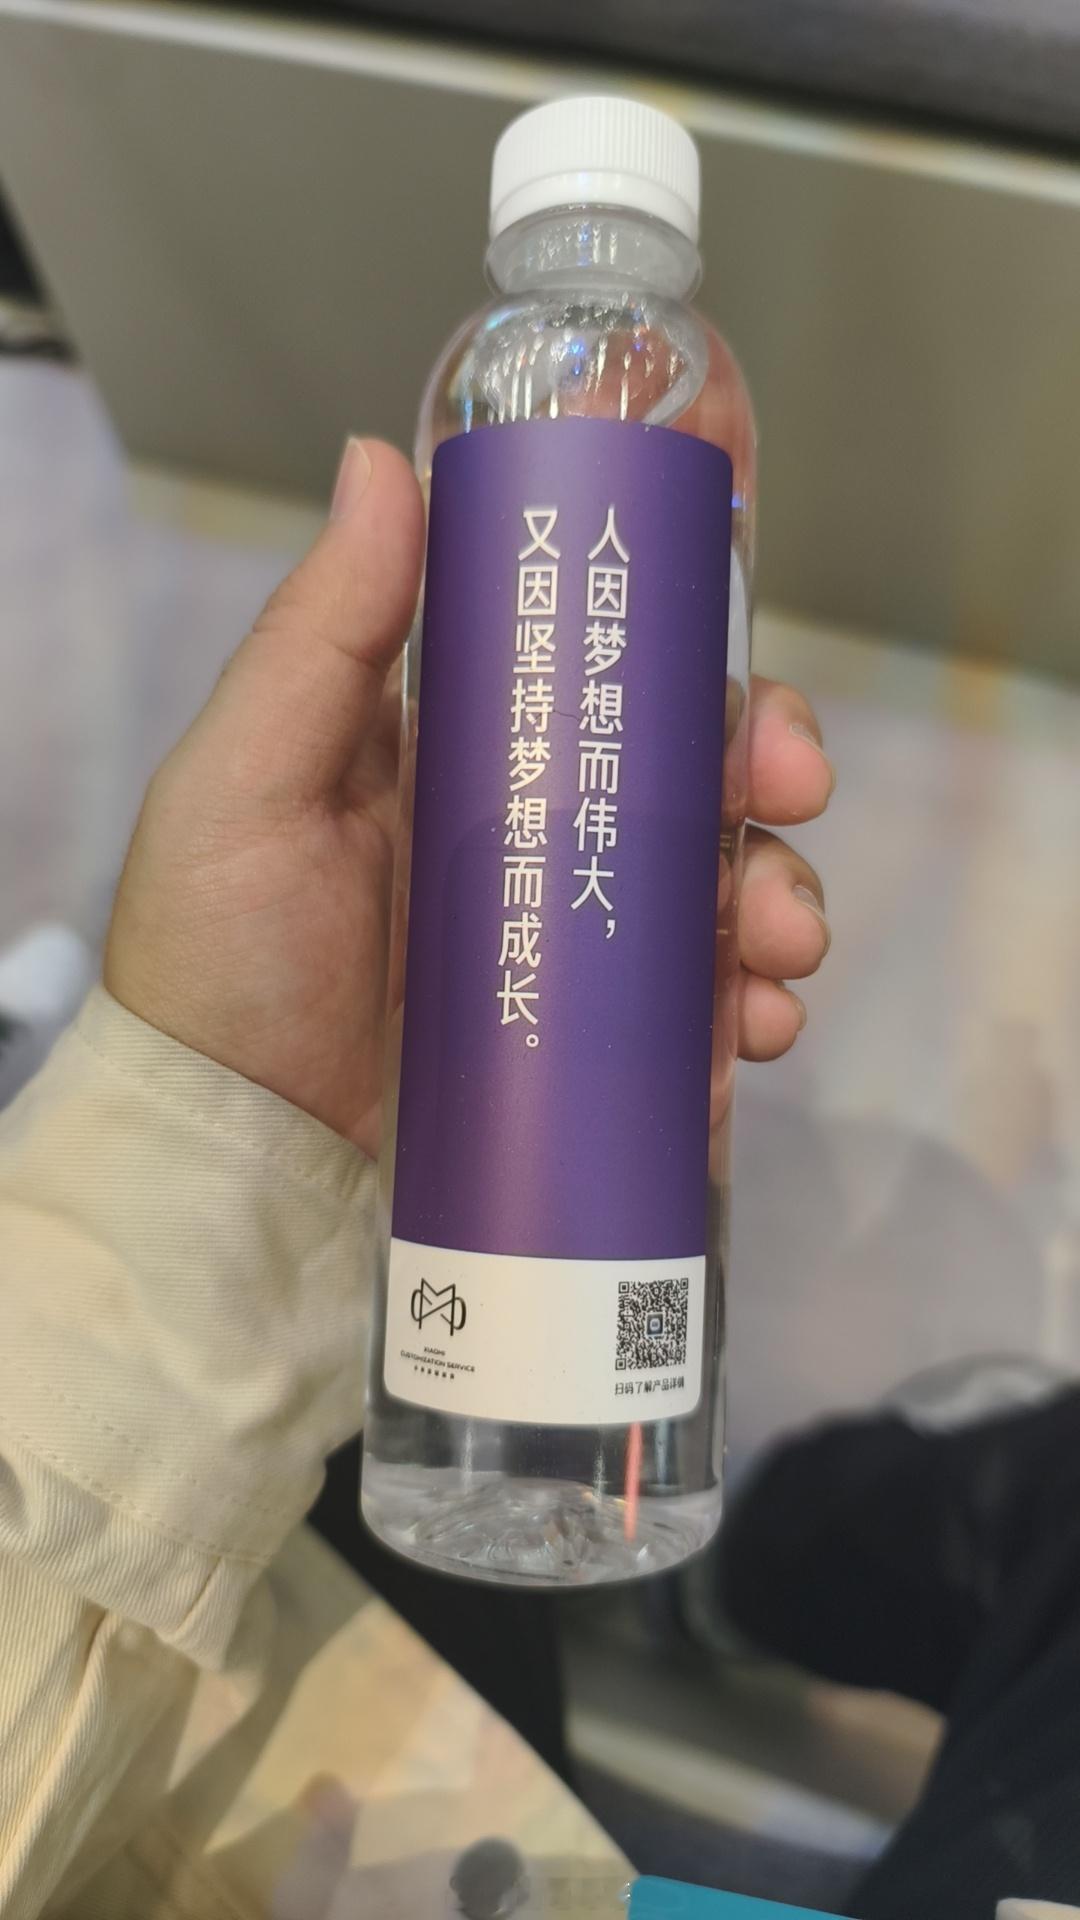 人因梦想而伟大，
又因坚持梦想而成长。
XIAOMI
CUSTOMIZATION SERVICE
扫码了解产品详情